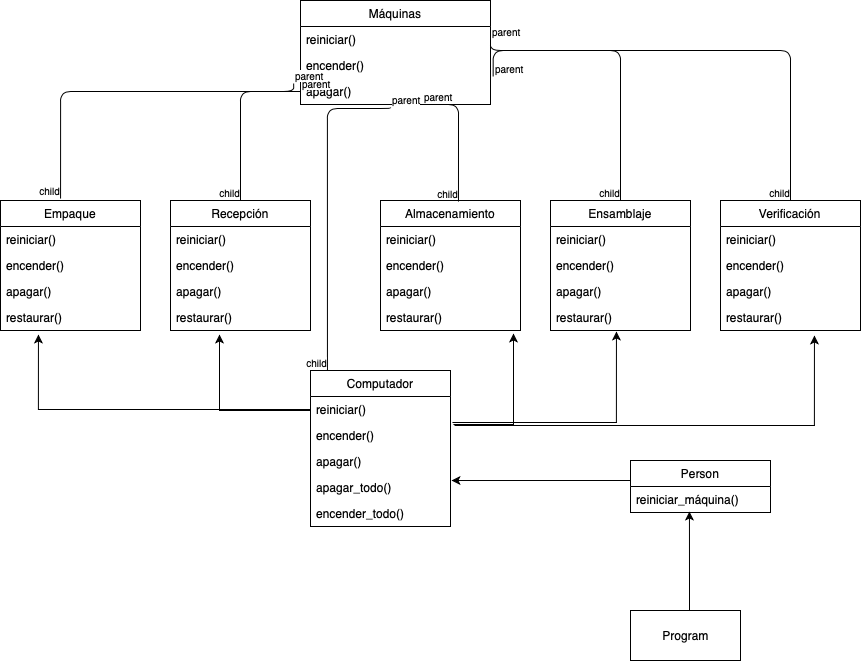 Máquinas
reiniciar()
encender()
apagar()
parent
parent
parent
parent
parent
parent
child
child
child
child
child
Empaque
reiniciar()
encender()
apagar()
restaurar()
Recepción
reiniciar()
encender()
apagar()
restaurar()
Almacenamiento
reiniciar()
encender()
apagar()
restaurar()
Ensamblaje
reiniciar()
encender()
apagar()
restaurar()
Verificación
reiniciar()
encender()
apagar()
restaurar()
child
Computador
reiniciar()
encender()
apagar()
apagar_todo()
encender_todo()
Person
reiniciar_máquina()
Program